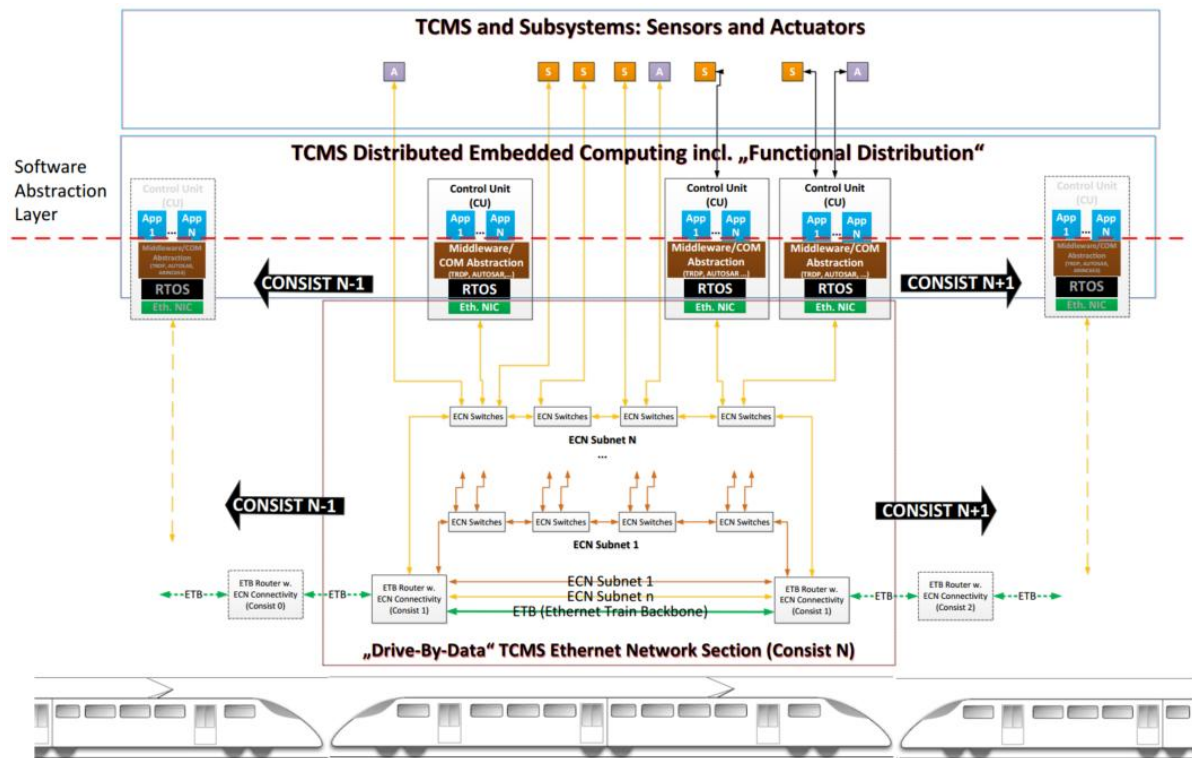 TCMS and Subsystems: Sensors and Actuators
A
S
S
S
A
S
S
A
Software
Abstraction
Layer
TCMS Distributed Embedded Computing incl. „Functional Distribution“
Control Unit
(CU)
App
1
...
App
N
Middleware/COM
Abstraction
(TRDP, AUTOSAR,
ARINC653)
RTOS
Eth. NIC
CONSIST N-1
Control Unit
(CU)
App
1
...
App
N
Middleware/
COM Abstraction
(TRDP, AUTOSAR,...)
RTOS
Eth. NIC
Control Unit
(CU)
App
1
...
App
N
Middleware/COM
Abstraction
(TRDP, AUTOSAR ...)
RTOS
Eth. NIC
Control Unit
(CU)
App
1
...
App
N
Middleware/COM
Abstraction
(TRDP, AUTOSAR, ...)
RTOS
Eth. NIC
CONSIST N+1
Control Unit
(CU)
App
1
...
App
N
Middleware/COM
Abstraction
(TRDP, AUTOSAR,
ARINC653)
RTOS
Eth. NIC
ECN Switches
ECN Switches
ECN Switches
ECN Switches
ECN Subnet N
...
CONSIST N-1
CONSIST N+1
ECN Switches
ECN Switches
ECN Switches
ECN Switches
ECN Subnet 1
ETB
ETB Router w.
ECN Connectivity
(Consist 0)
ETB
ETB Router w.
ECN Connectivity
(Consist 1)
ECN Subnet 1
ECN Subnet n
ETB (Ethernet Train Backbone)
ETB Router w.
ECN Connectivity
(Consist 1)
ETB
ETB Router w.
ECN Connectivity
(Consist 2)
ETB
„Drive-By-Data“ TCMS Ethernet Network Section (Consist N)